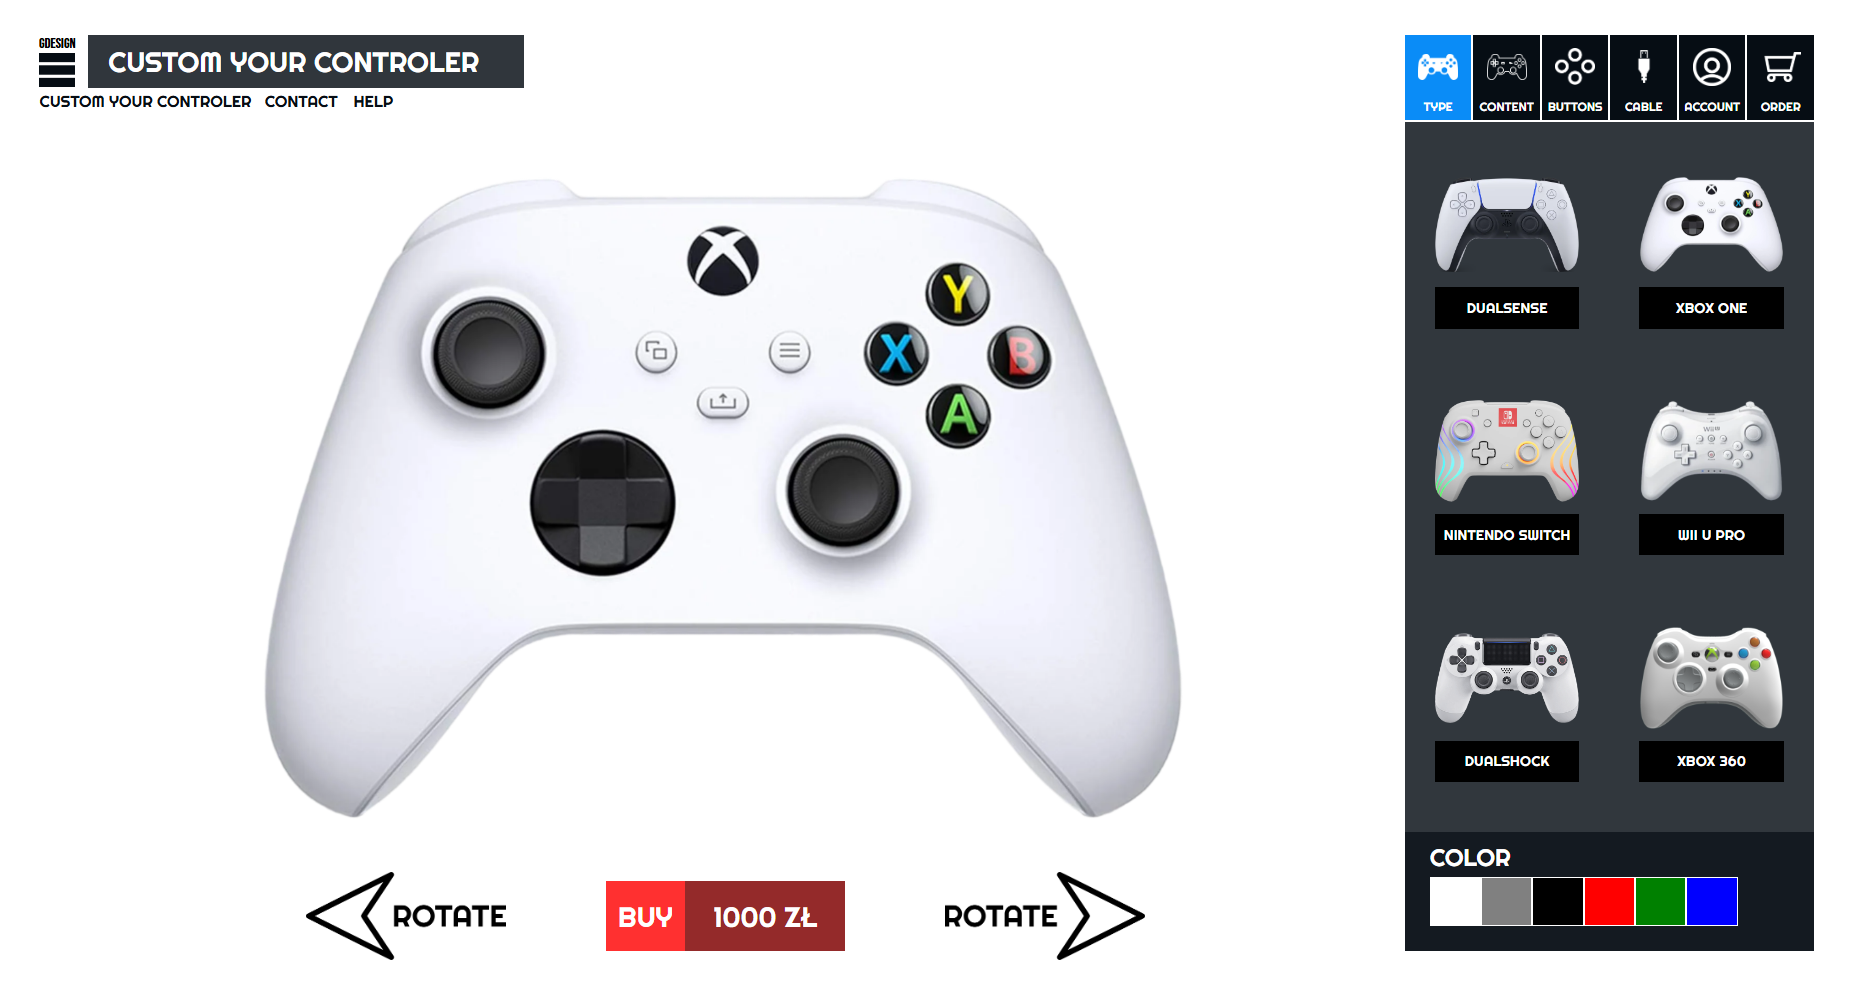 GDESIGN
CUSTOM YOUR CONTROLER
CUSTOM YOUR CONTROLER CONTACT HELP
TYPE CONTENT BUTTONS CABLE ACCOUNT ORDER
Y
X B
A
DUALSENSE XBOX ONE
NINTENDO SWITCH WII U PRO
DUALSHOCK XBOX 360
COLOR
ROTATE BUY 1000 ZŁ ROTATE